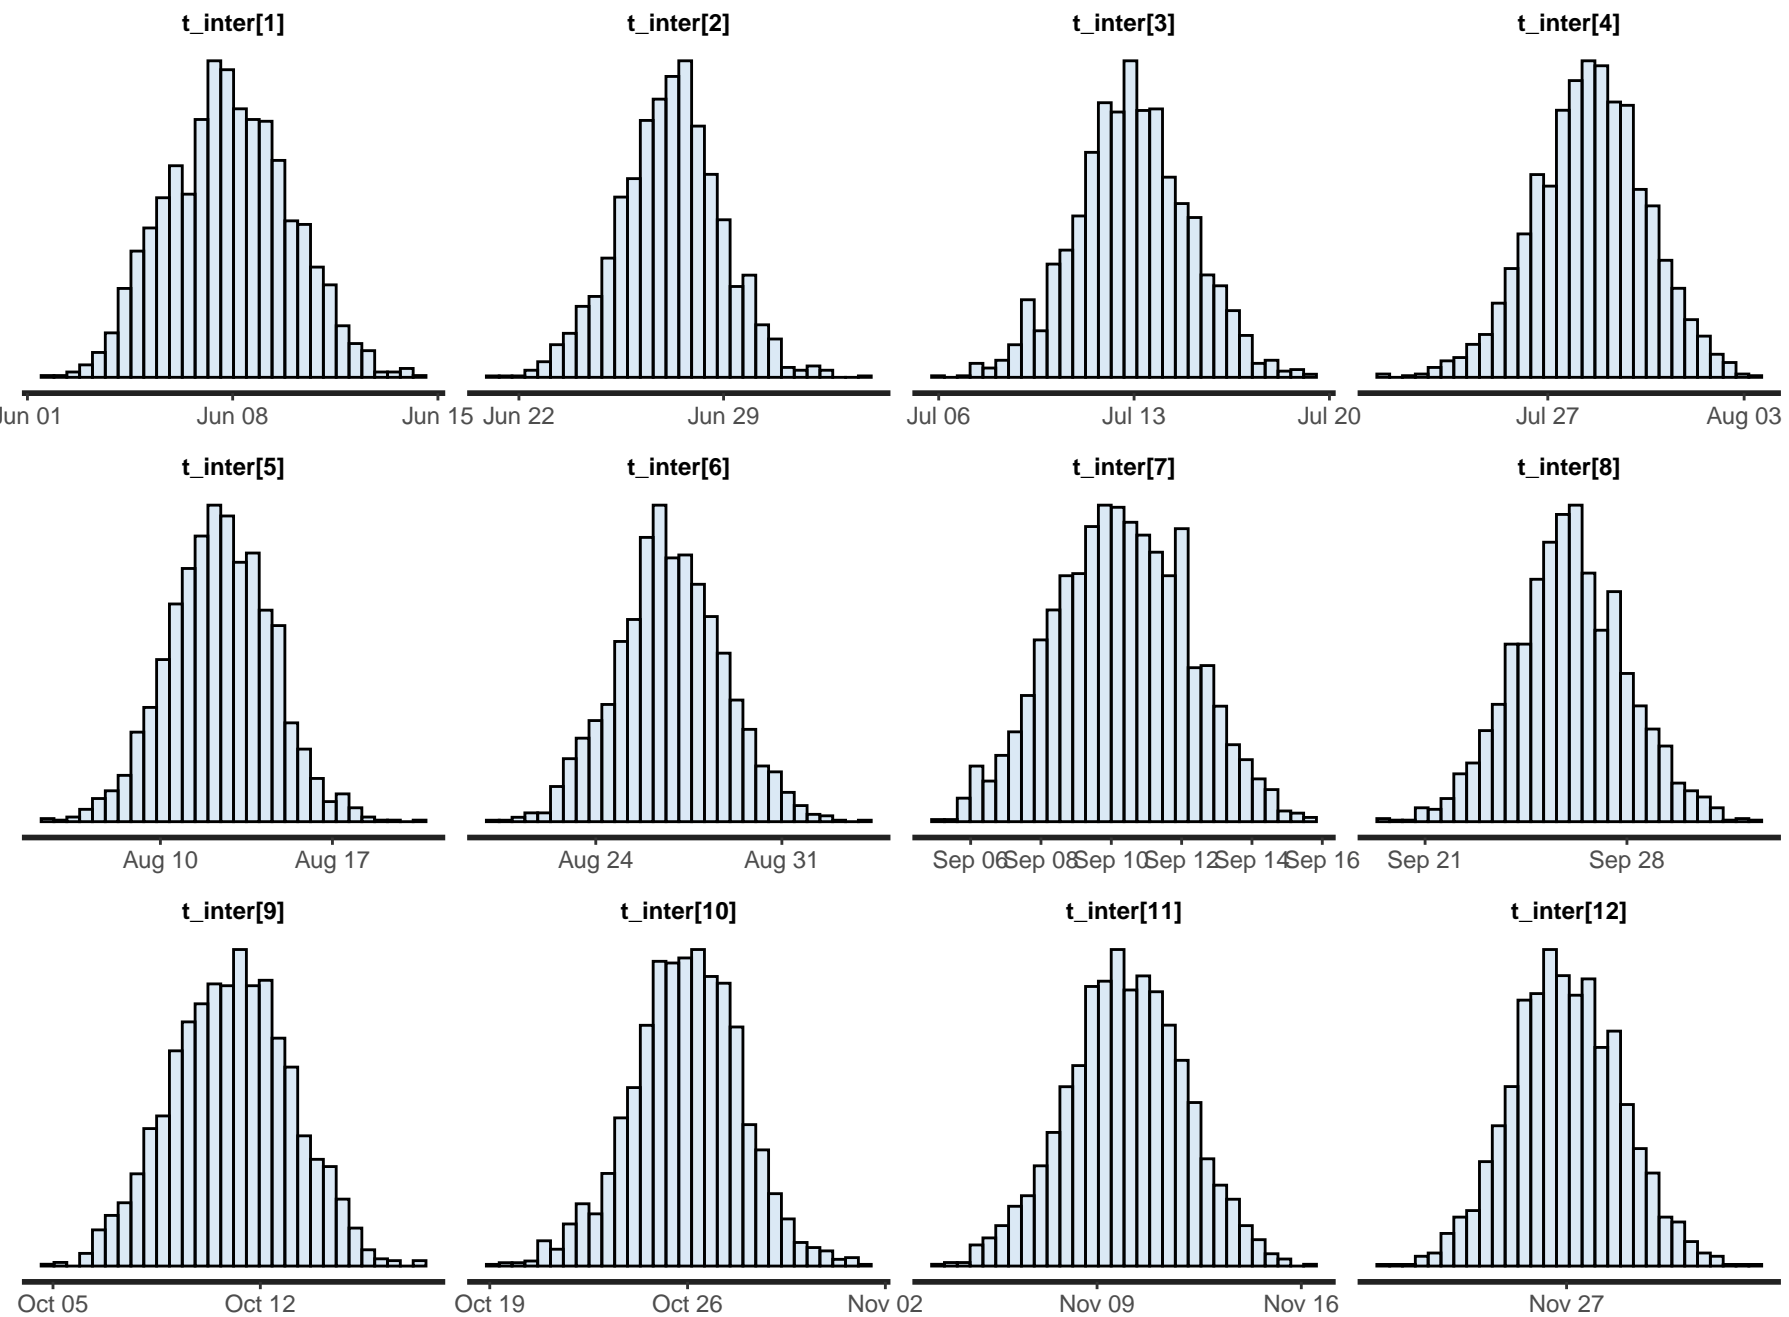 t_inter[1] t_inter[2] t_inter[3] t_inter[4]
Jun 01 Jun 08 Jun 15 Jun 22 Jun 29 Jul 06 Jul 13 Jul 20 Jul 27 Aug 03
t_inter[5] t_inter[6] t_inter[7] t_inter[8]
Aug 10 Aug 17 Aug 24 Aug 31 Sep 06 Sep 08 Sep 10 Sep 12 Sep 14 Sep 16 Sep 21 Sep 28
t_inter[9] t_inter[10] t_inter[11] t_inter[12]
Oct 05 Oct 12 Oct 19 Oct 26 Nov 02 Nov 09 Nov 16 Nov 27